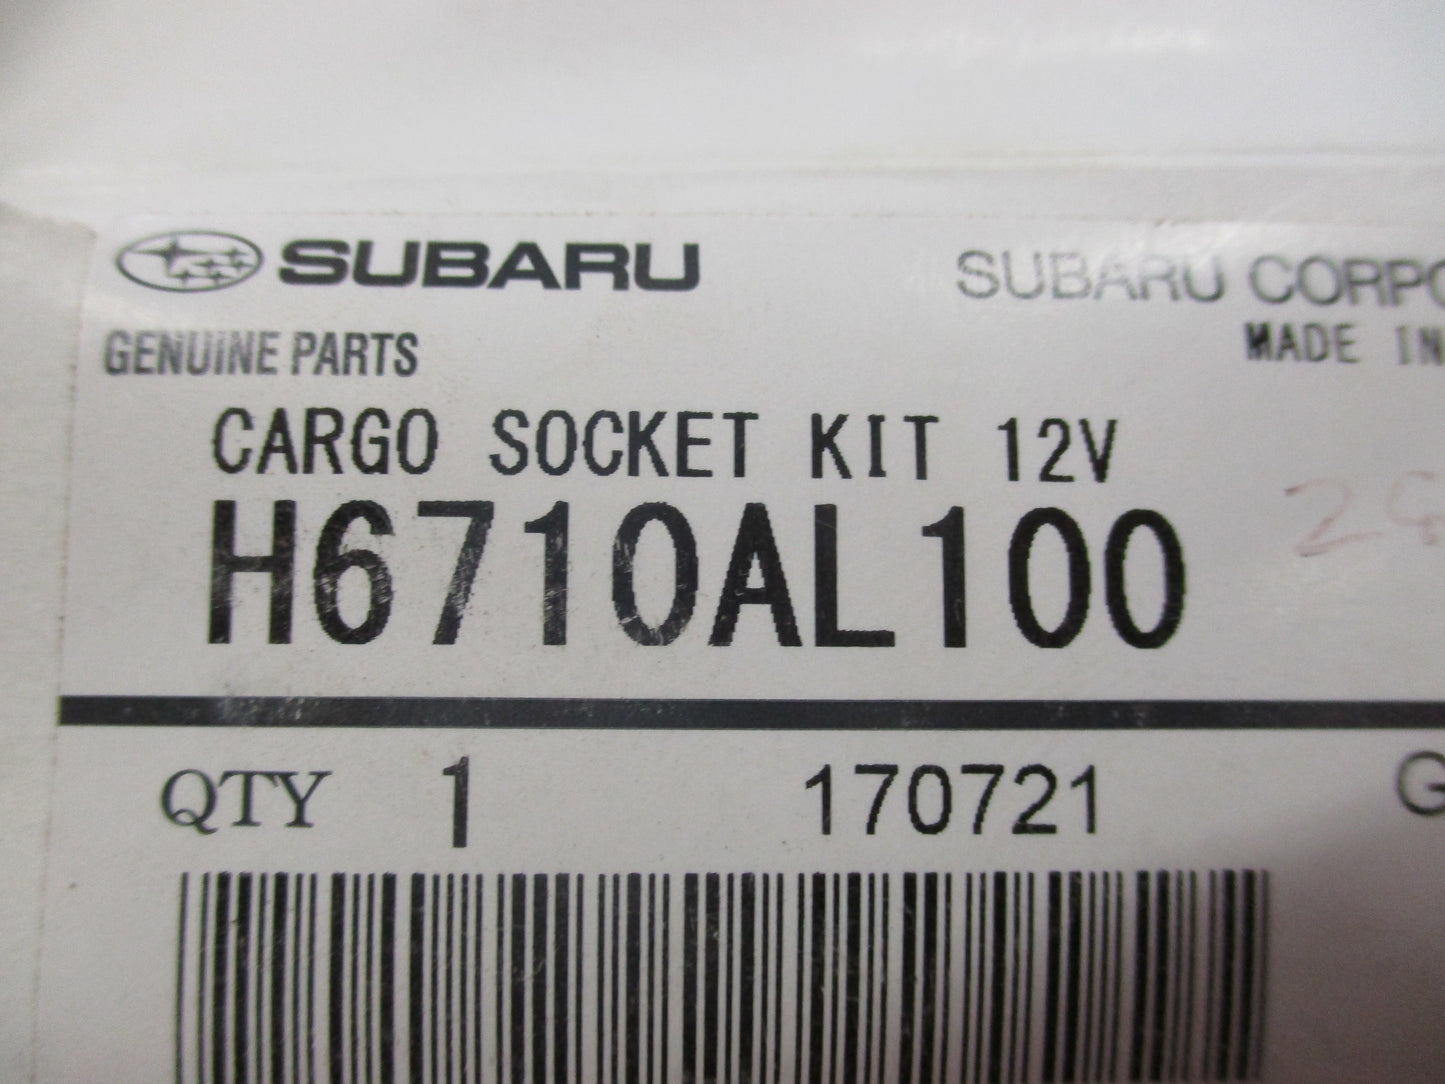 SUBARU
SUBARU CORPO
GENUINE PARTS
MADE IN
CARGO SOCKET KIT 12V
H6710AL100
QTY 1 170721 G